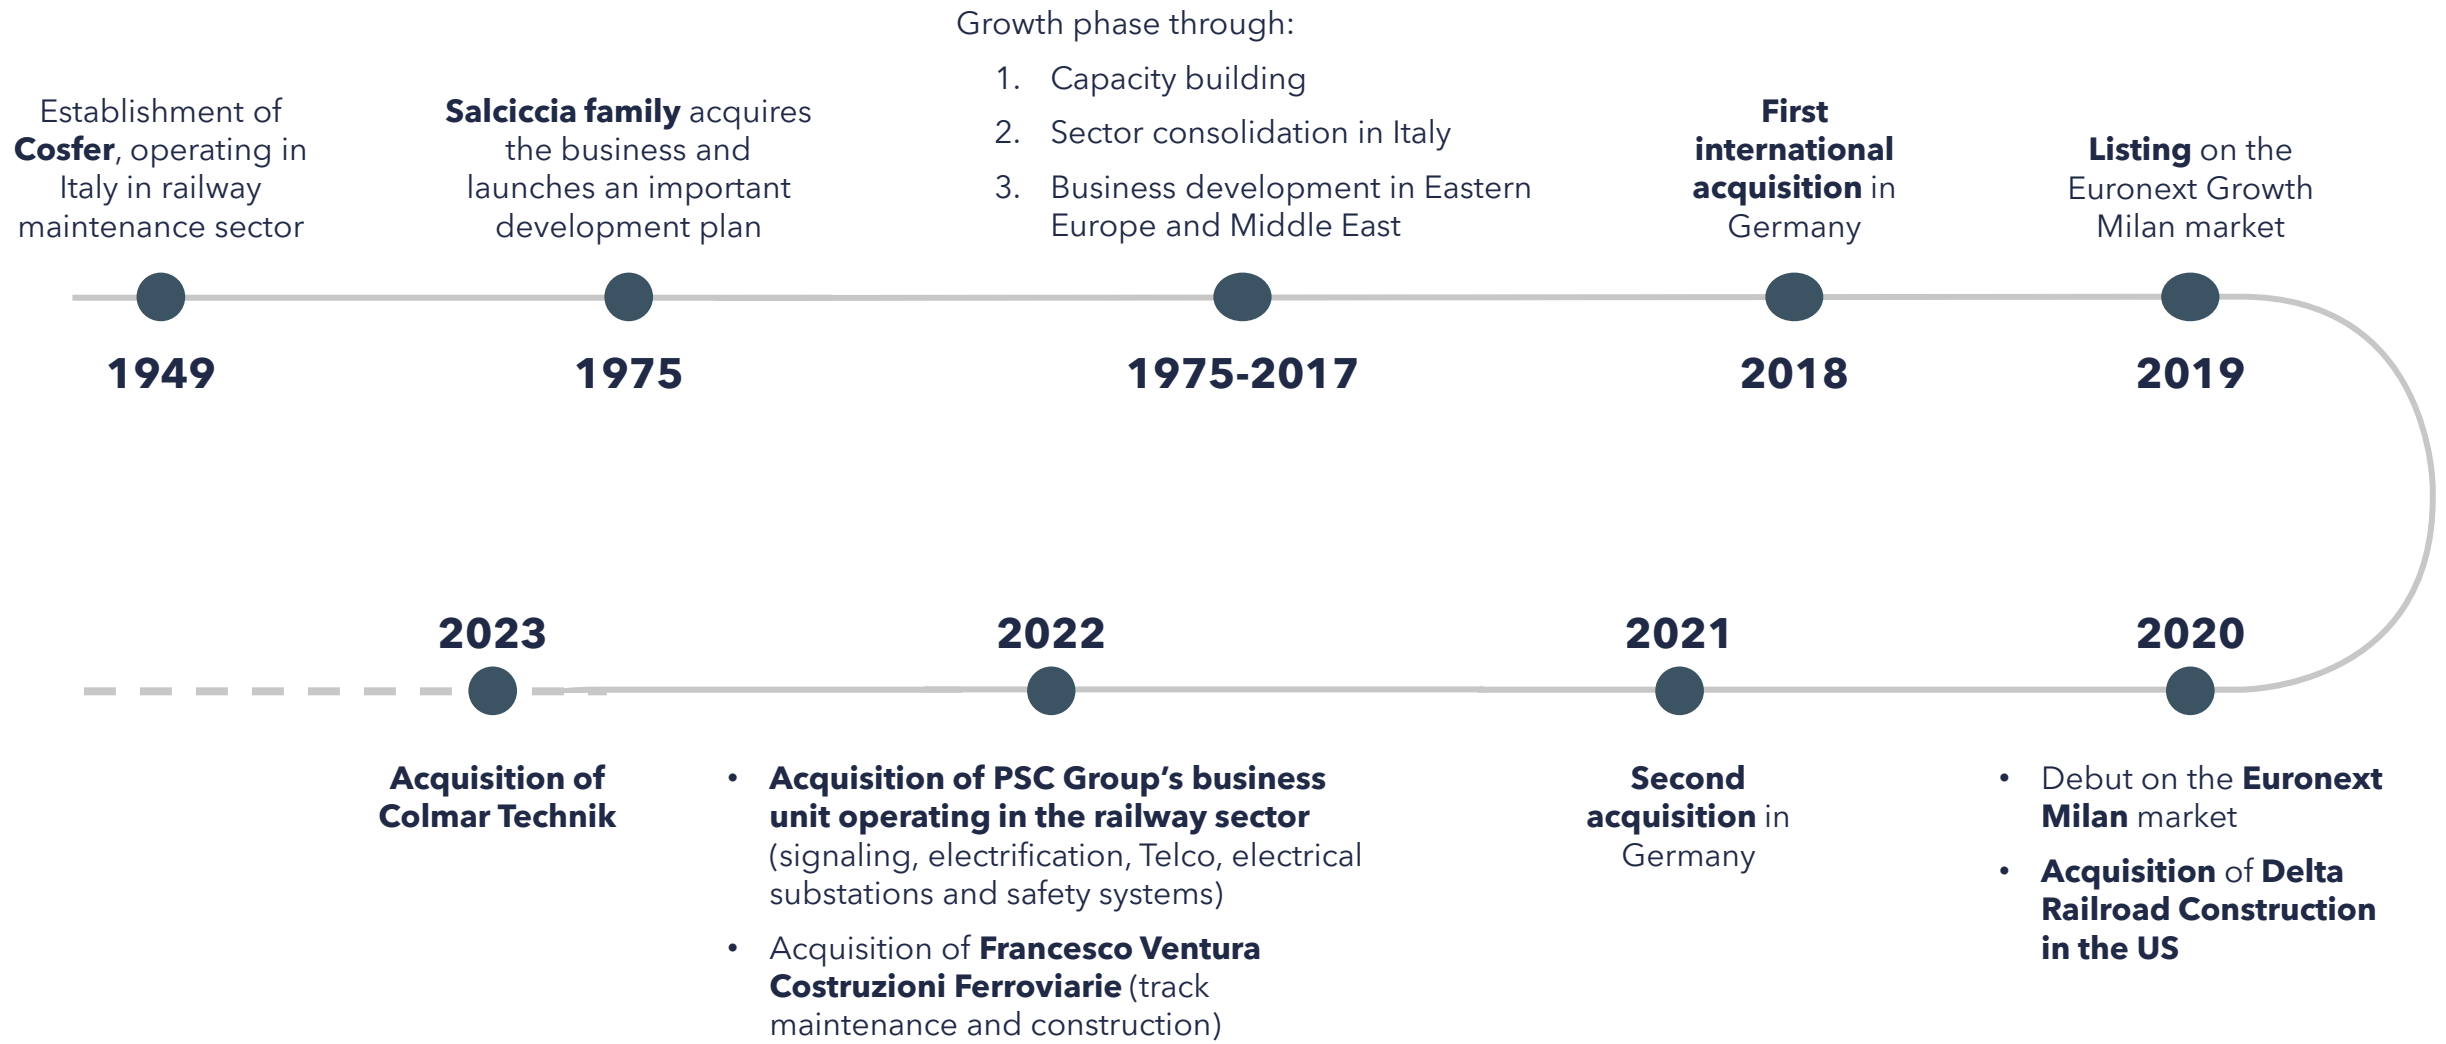 Establishment of
Cosfer, operating in
Italy in railway
maintenance sector
1949
Salciccia family acquires
the business and
launches an important
development plan
1975
Growth phase through:
1. Capacity building
2. Sector consolidation in Italy
3. Business development in Eastern
Europe and Middle East
1975-2017
First
international
acquisition in
Germany
2018
Listing on the
Euronext Growth
Milan market
2019
2020
• Debut on the Euronext
Milan market
• Acquisition of Delta
Railroad Construction
in the US
2021
Second
acquisition in
Germany
2022
• Acquisition of PSC Group’s business
unit operating in the railway sector
(signaling, electrification, Telco, electrical
substations and safety systems)
• Acquisition of Francesco Ventura
Costruzioni Ferroviarie (track
maintenance and construction)
2023
Acquisition of
Colmar Technik